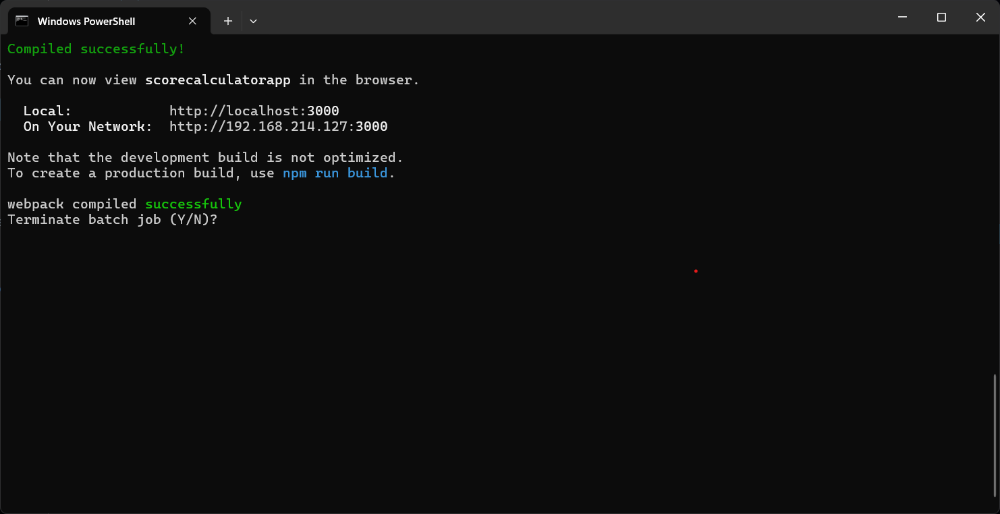 Windows PowerShell
Compiled successfully!
You can now view scorecalculatorapp in the browser.
Local: http://localhost:3000
On Your Network: http://192.168.214.127:3000
Note that the development build is not optimized.
To create a production build, use npm run build.
webpack compiled successfully
Terminate batch job (Y/N)?